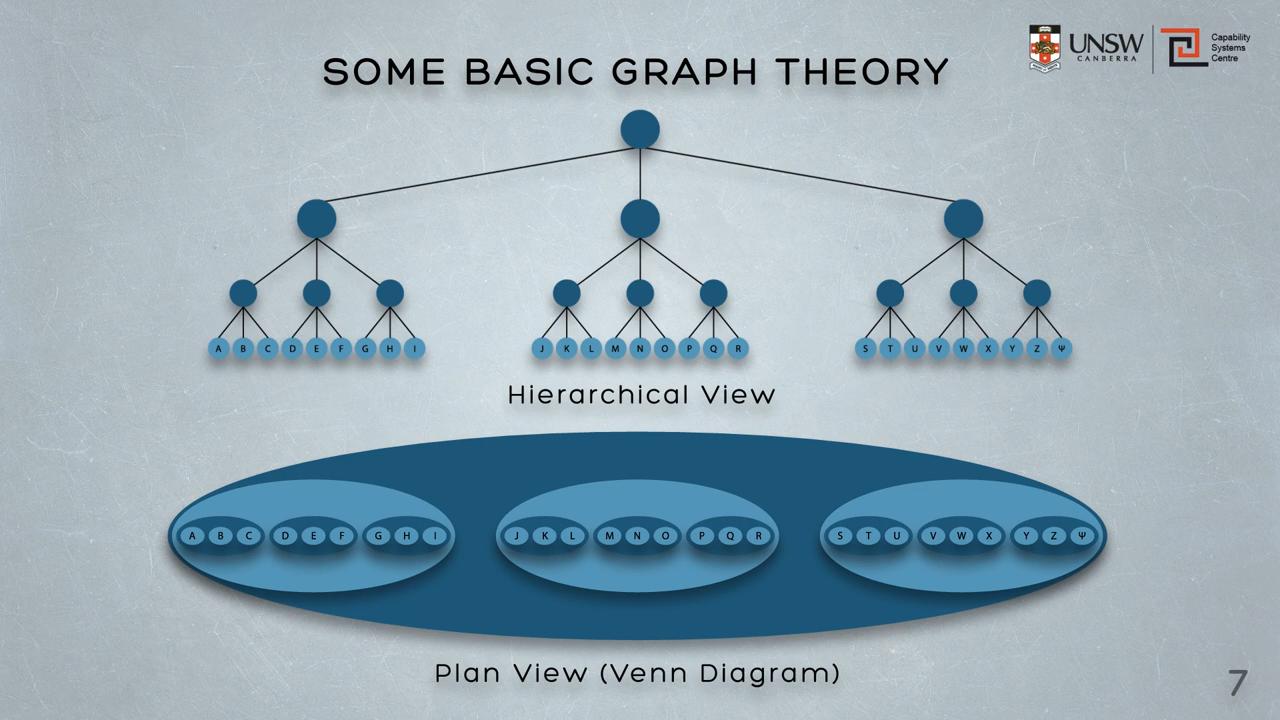 SOME BASIC GRAPH THEORY
UNSW
CANBERRA
Capability
Systems
Centre
A B C D E F G H I J K L M N O P Q R S T U V W X Y Z Ψ
Hierarchical View
A B C D E F G H I J K L M N O P Q R S T U V W X Y Z Ψ
Plan View (Venn Diagram)
7